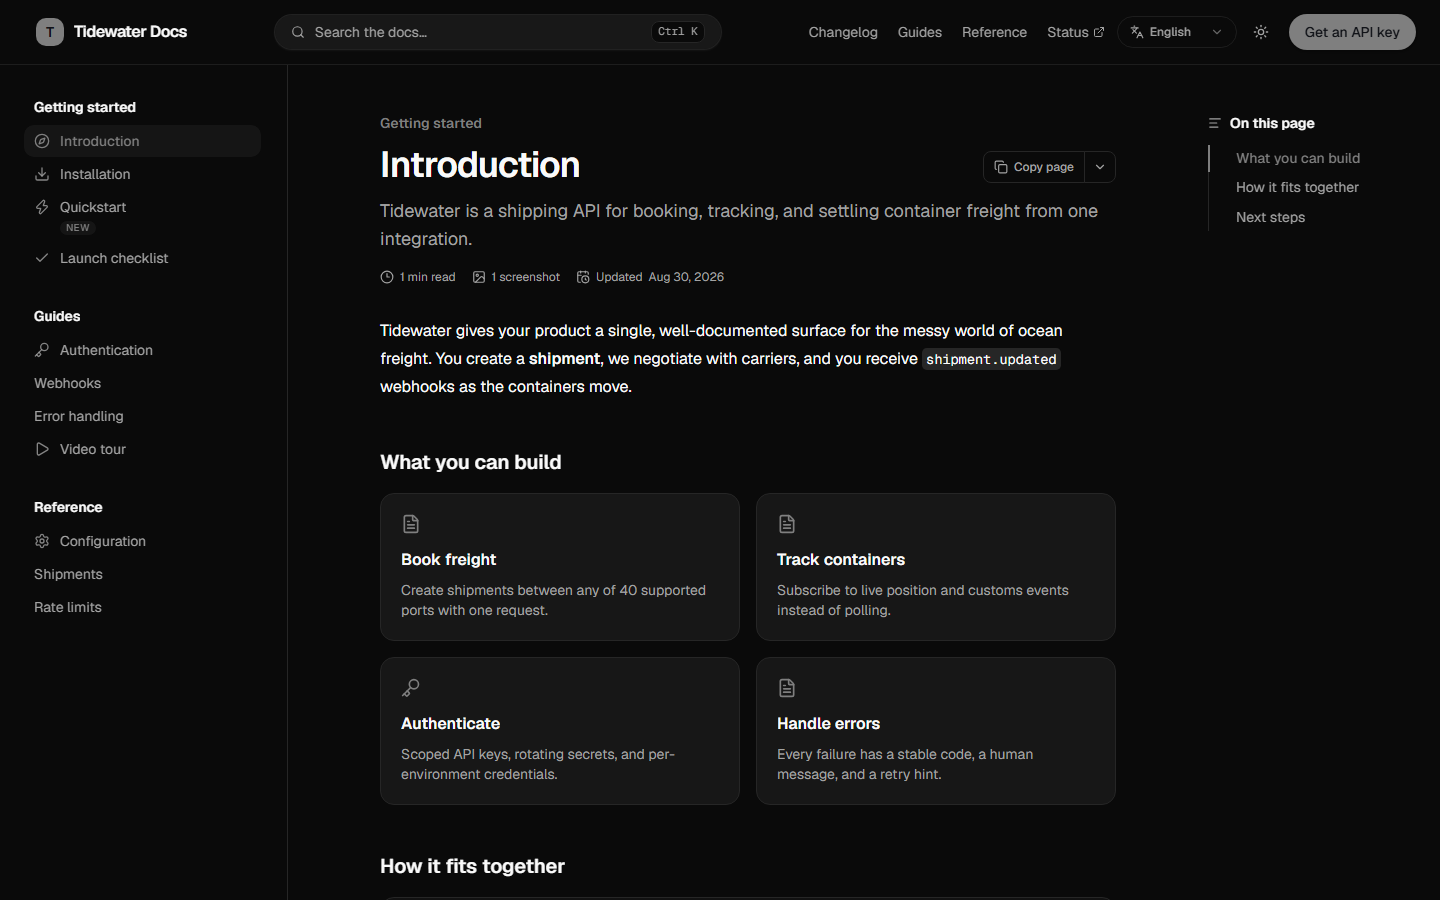 T
Tidewater Docs
Search the docs...
Ctrl K
Changelog
Guides
Reference
Status
English
Get an API key
Getting started
Introduction
Installation
Quickstart
NEW
Launch checklist
Guides
Authentication
Webhooks
Error handling
Video tour
Reference
Configuration
Shipments
Rate limits
Getting started
Introduction
Copy page
Tidewater is a shipping API for booking, tracking, and settling container freight from one
integration.
1 min read
1 screenshot
Updated Aug 30, 2026
Tidewater gives your product a single, well-documented surface for the messy world of ocean
freight. You create a shipment, we negotiate with carriers, and you receive shipment.updated
webhooks as the containers move.
What you can build
Book freight
Create shipments between any of 40 supported
ports with one request.
Track containers
Subscribe to live position and customs events
instead of polling.
Authenticate
Scoped API keys, rotating secrets, and per-
environment credentials.
Handle errors
Every failure has a stable code, a human
message, and a retry hint.
How it fits together
On this page
What you can build
How it fits together
Next steps